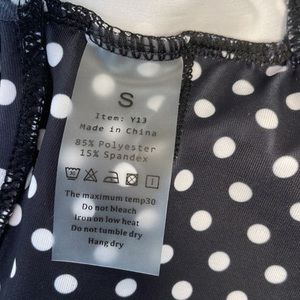 S
Item: Y13
Made in China
85% Polyester
15% Spandex
The maximum temp30
Do not bleach
Iron on low heat
Do not tumble dry
Hang dry